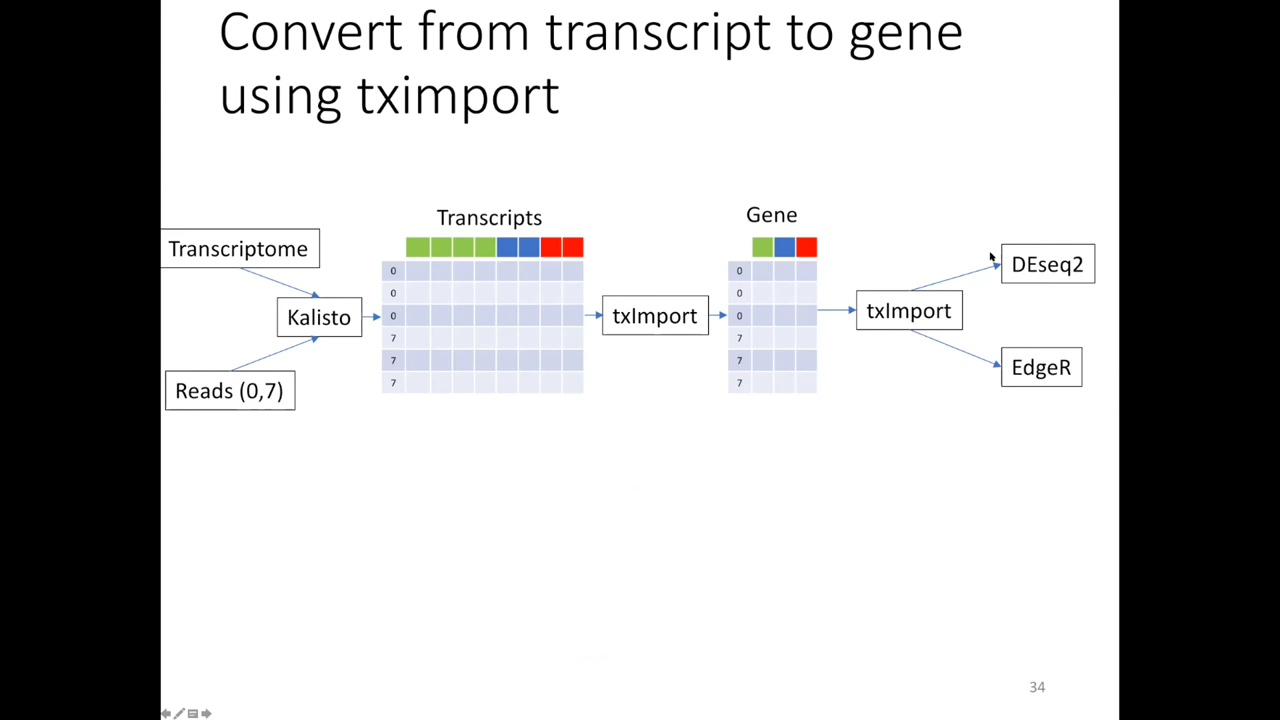 Convert from transcript to gene
using tximport
Transcripts
Gene
Transcriptome
Kalisto
Reads (0,7)
0
0
0
7
7
7
txImport
0
0
0
7
7
7
txImport
DEseq2
EdgeR
34